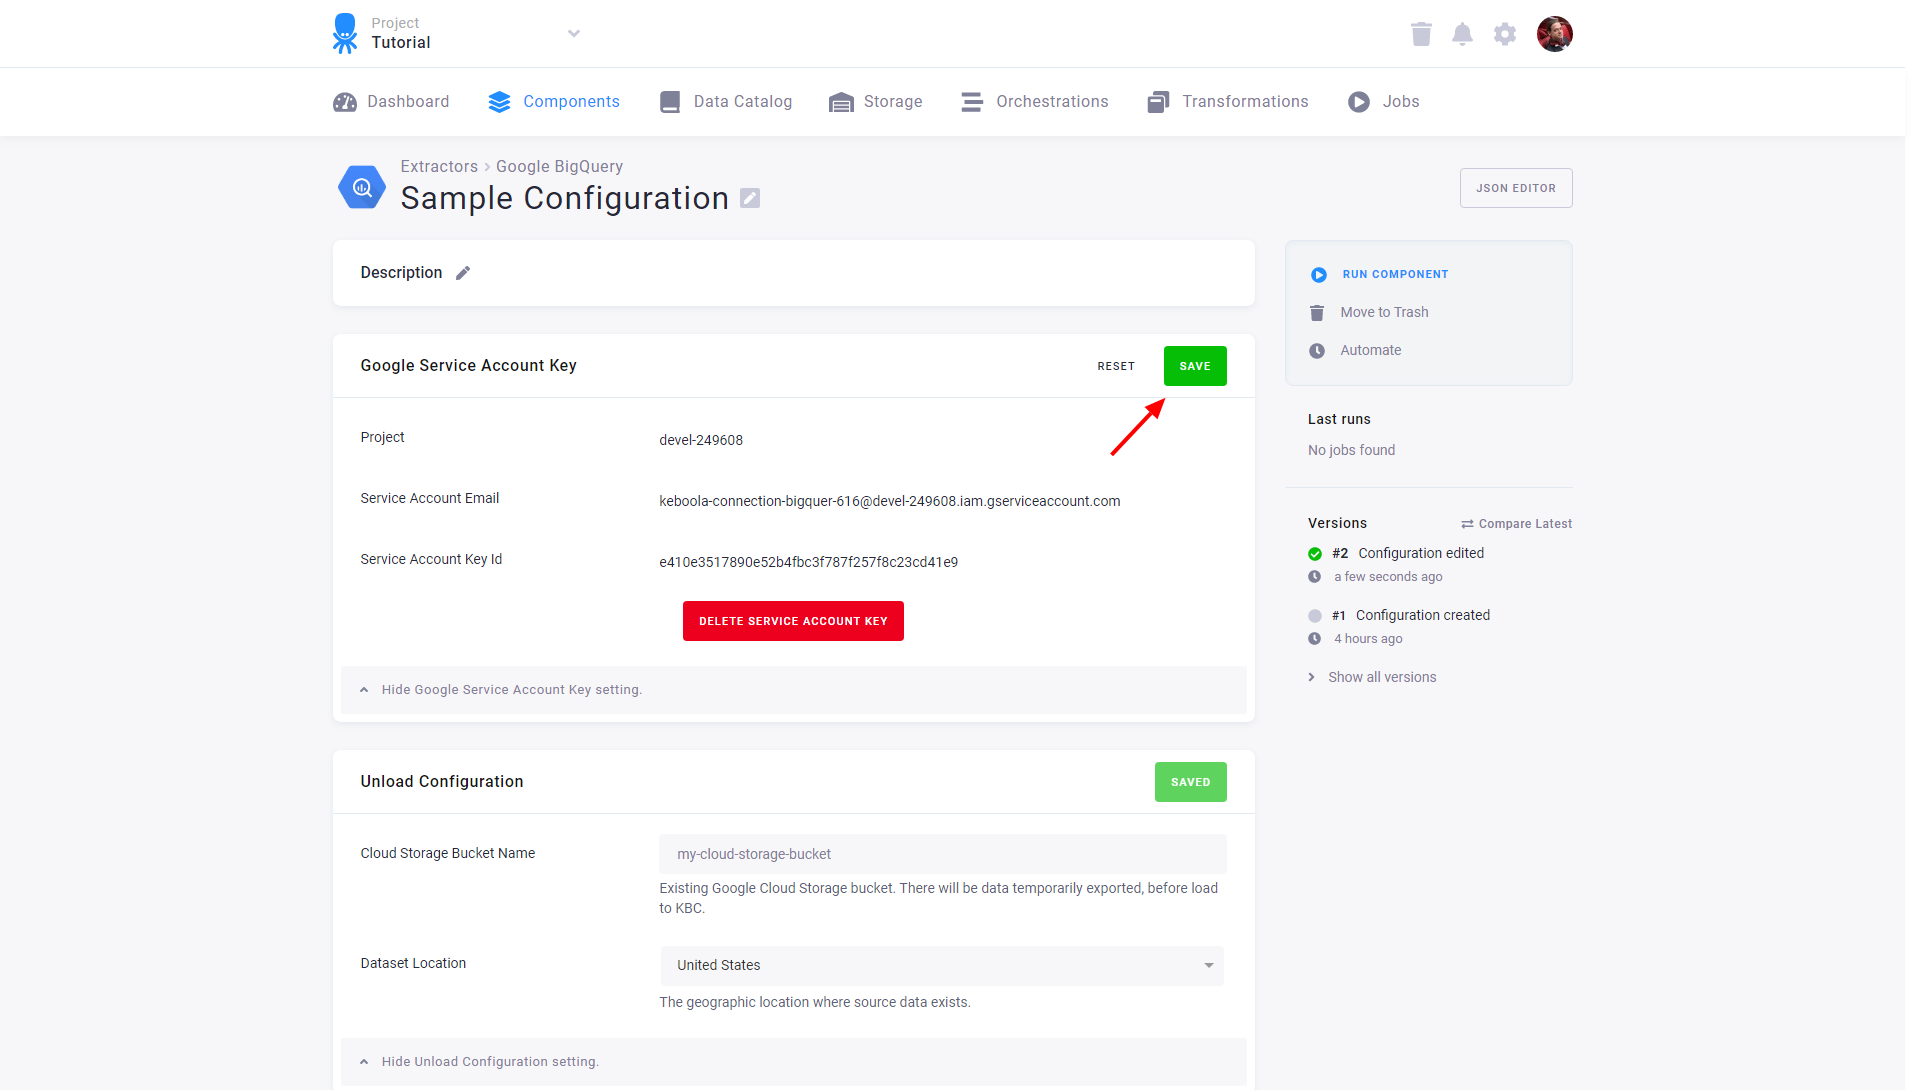 Project
Tutorial
Dashboard
Components
Data Catalog
Storage
Orchestrations
Transformations
Jobs
Extractors › Google BigQuery
Sample Configuration
JSON EDITOR
Description
Google Service Account Key
RESET
SAVE
Project
devel-249608
Service Account Email
keboola-connection-bigquer-616@devel-249608.iam.gserviceaccount.com
Service Account Key Id
e410e3517890e52b4fbc3f787f257f8c23cd41e9
DELETE SERVICE ACCOUNT KEY
Hide Google Service Account Key setting.
Unload Configuration
SAVED
Cloud Storage Bucket Name
my-cloud-storage-bucket
Existing Google Cloud Storage bucket. There will be data temporarily exported, before load
to KBC.
Dataset Location
United States
The geographic location where source data exists.
Hide Unload Configuration setting.
RUN COMPONENT
Move to Trash
Automate
Last runs
No jobs found
Versions
Compare Latest
#2 Configuration edited
a few seconds ago
#1 Configuration created
4 hours ago
Show all versions